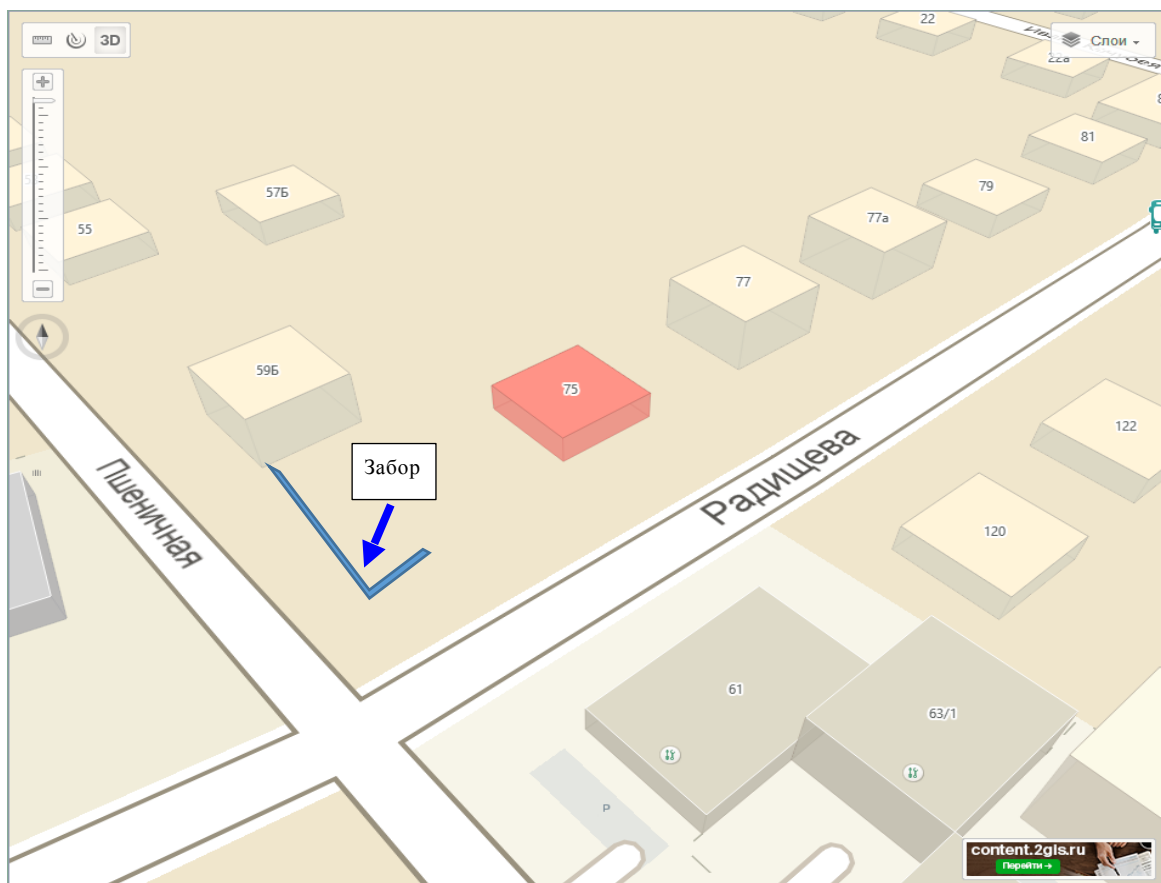 3D
22
Слои
22а
81
57Б
79
55
77а
77
59Б
75
Забор
122
Пшеничная
Радищева
120
61
63/1
P
content.2gis.ru
Перейти →